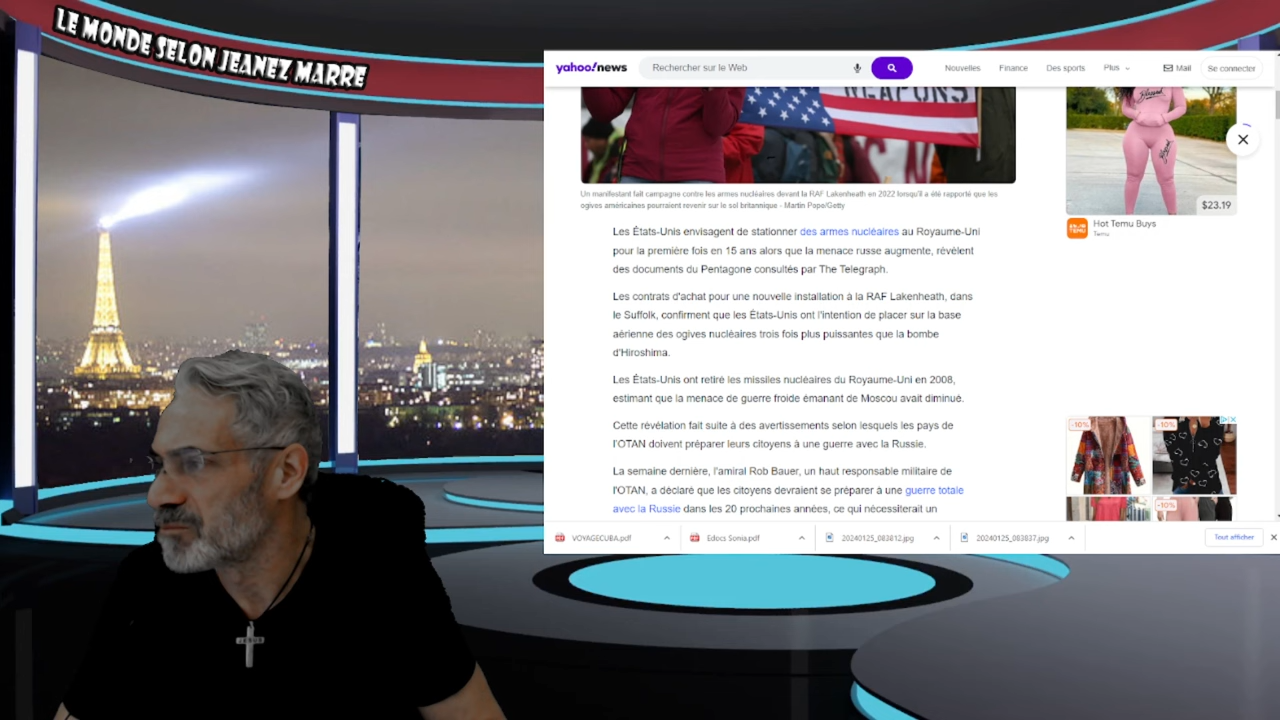 LE MONDE SELON JEANEZ MARRE
yahoo!news
Rechercher sur le Web
Nouvelles
Finance
Des sports
Plus
Mail
Se connecter
WEAPONS
$23.19
Hot Temu Buys
Temu
Un manifestant fait campagne contre les armes nucléaires devant la RAF Lakenheath en 2022 lorsqu'il a été rapporté que les
ogives américaines pourraient revenir sur le sol britannique - Martin Pope/Getty
Les États-Unis envisagent de stationner des armes nucléaires au Royaume-Uni
pour la première fois en 15 ans alors que la menace russe augmente, révèlent
des documents du Pentagone consultés par The Telegraph.
Les contrats d'achat pour une nouvelle installation à la RAF Lakenheath, dans
le Suffolk, confirment que les États-Unis ont l'intention de placer sur la base
aérienne des ogives nucléaires trois fois plus puissantes que la bombe
d'Hiroshima.
Les États-Unis ont retiré les missiles nucléaires du Royaume-Uni en 2008,
estimant que la menace de guerre froide émanant de Moscou avait diminué.
Cette révélation fait suite à des avertissements selon lesquels les pays de
l'OTAN doivent préparer leurs citoyens à une guerre avec la Russie.
La semaine dernière, l'amiral Rob Bauer, un haut responsable militaire de
l'OTAN, a déclaré que les citoyens devraient se préparer à une guerre totale
avec la Russie dans les 20 prochaines années, ce qui nécessiterait un
-10%
-10%
-10%
VOYAGECUBA.pdf
Edocs Sonia.pdf
20240125_083812.jpg
20240125_083837.jpg
Tout afficher
JESUS